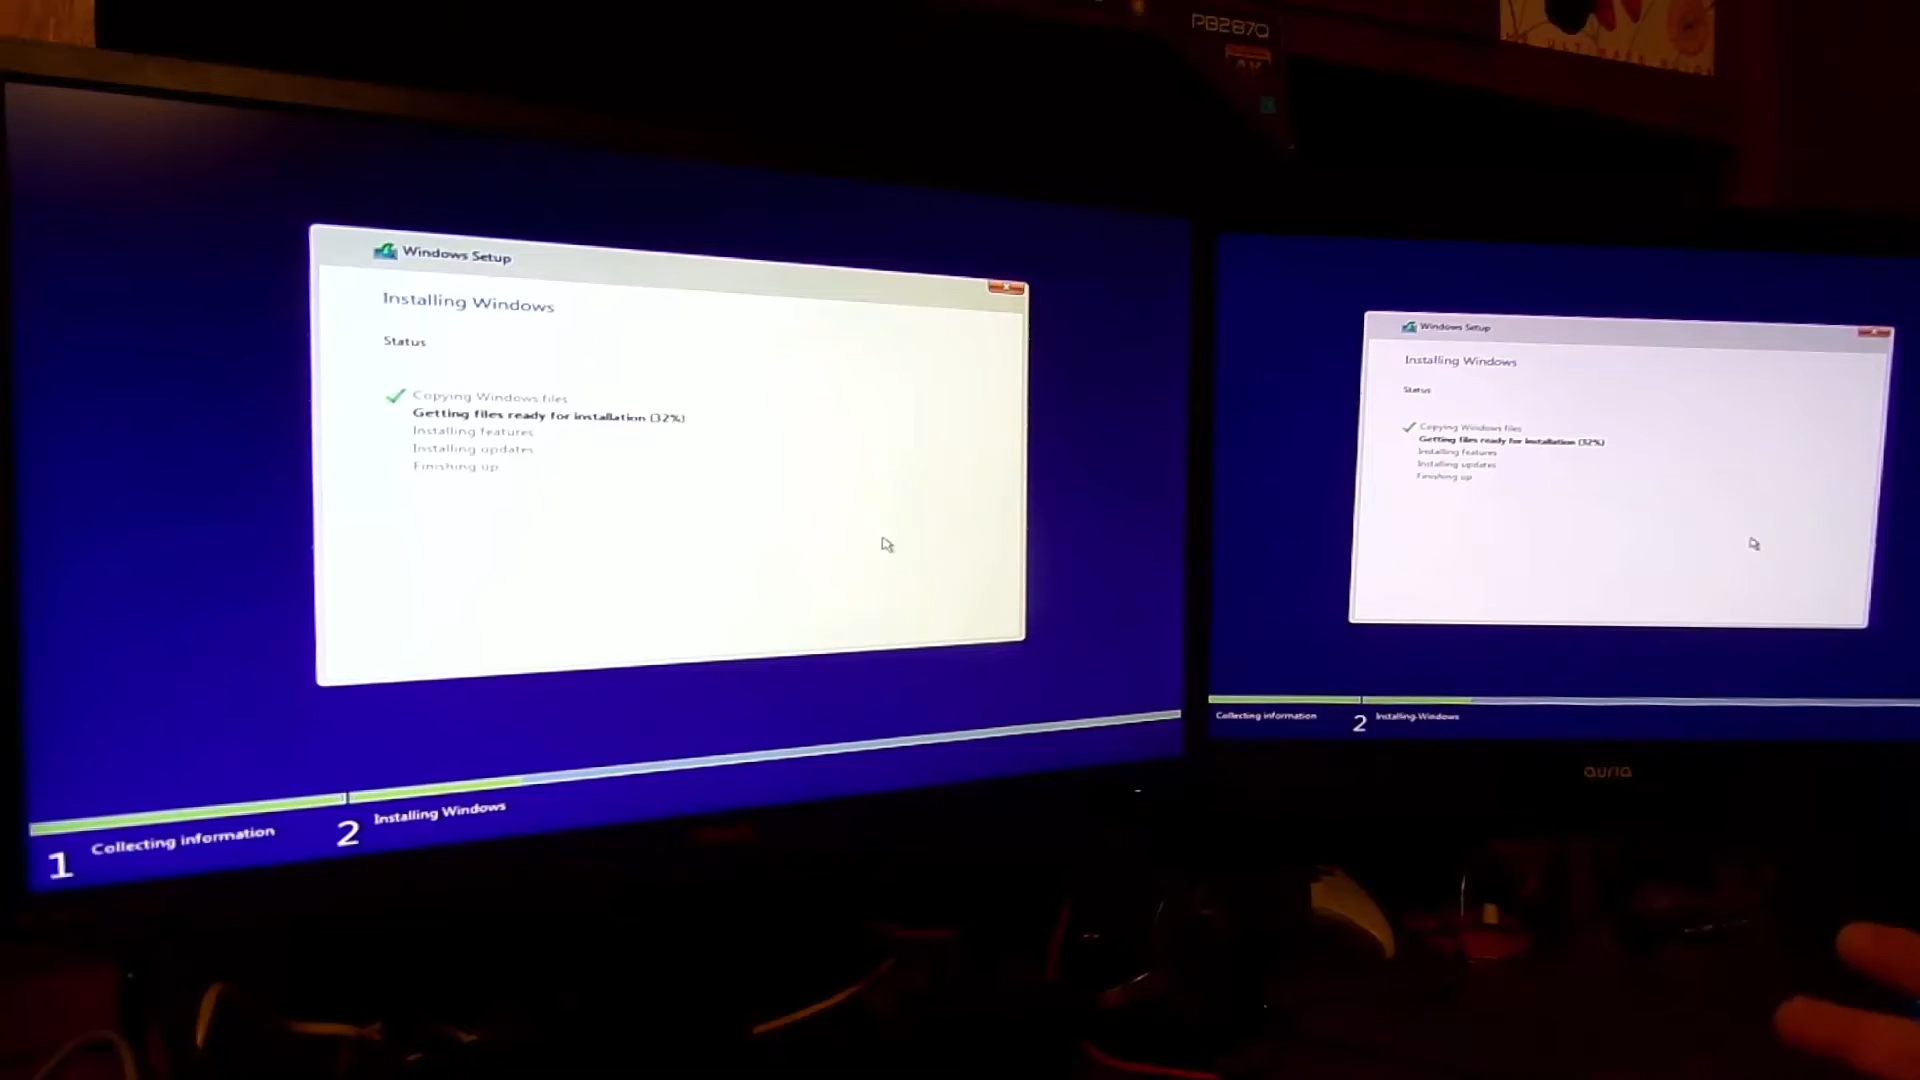 PB287Q
4K
Windows Setup
Installing Windows
Status
Copying Windows files
Getting files ready for installation (32%)
Installing features
Installing updates
Finishing up
1 Collecting information
2 Installing Windows
Windows Setup
Installing Windows
Status
Copying Windows files
Getting files ready for installation (32%)
Installing features
Installing updates
Finishing up
Collecting information
2 Installing Windows
auria